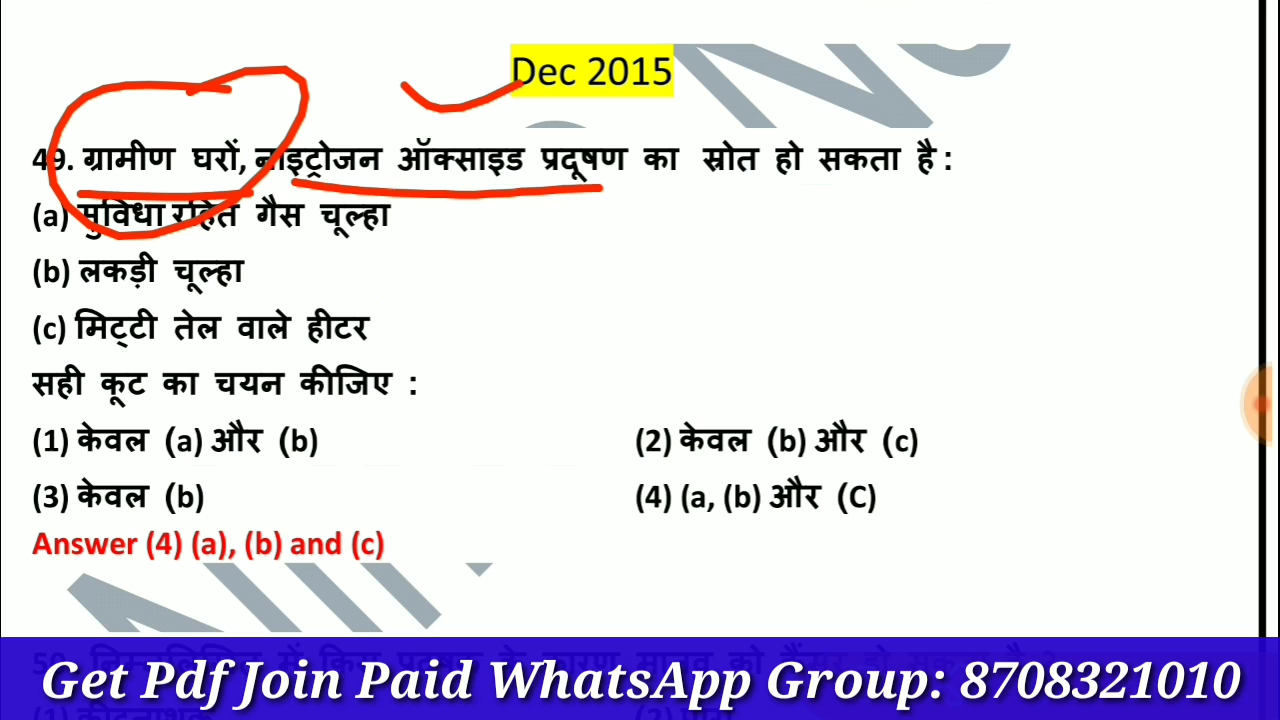 Dec 2015
49. ग्रामीण घरों, नाइट्रोजन ऑक्साइड प्रदूषण का स्रोत हो सकता है :
(a) सुविधा रहित गैस चूल्हा
(b) लकड़ी चूल्हा
(c) मिट्टी तेल वाले हीटर
सही कूट का चयन कीजिए :
(1) केवल (a) और (b)
(2) केवल (b) और (c)
(3) केवल (b)
(4) (a, (b) और (C)
Answer (4) (a), (b) and (c)
Get Pdf Join Paid WhatsApp Group: 8708321010